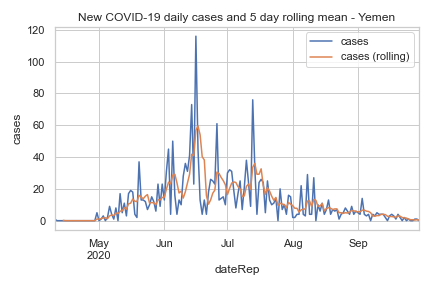 New COVID-19 daily cases and 5 day rolling mean - Yemen
120
100
80
60
40
20
0
cases
cases
cases (rolling)
May
2020
Jun
Jul
Aug
Sep
dateRep